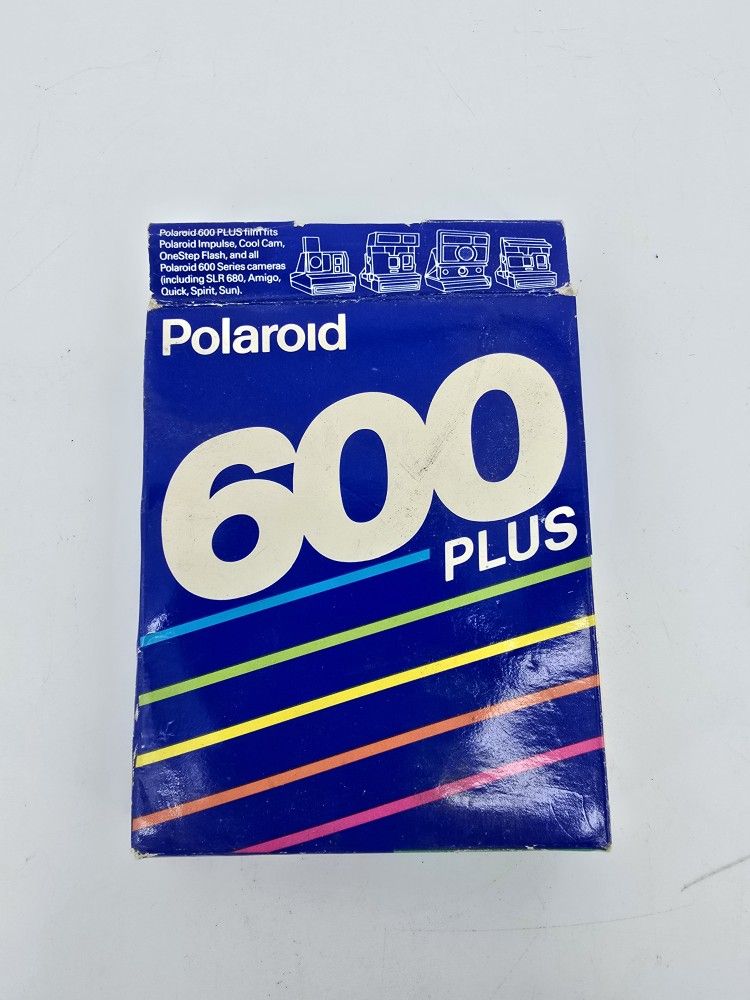 Polaroid 600 PLUS film fits
Polaroid Impulse, Cool Cam,
OneStep Flash, and all
Polaroid 600 Series cameras
(including SLR 680, Amigo,
Quick, Spirit, Sun).
Polaroid
600
PLUS